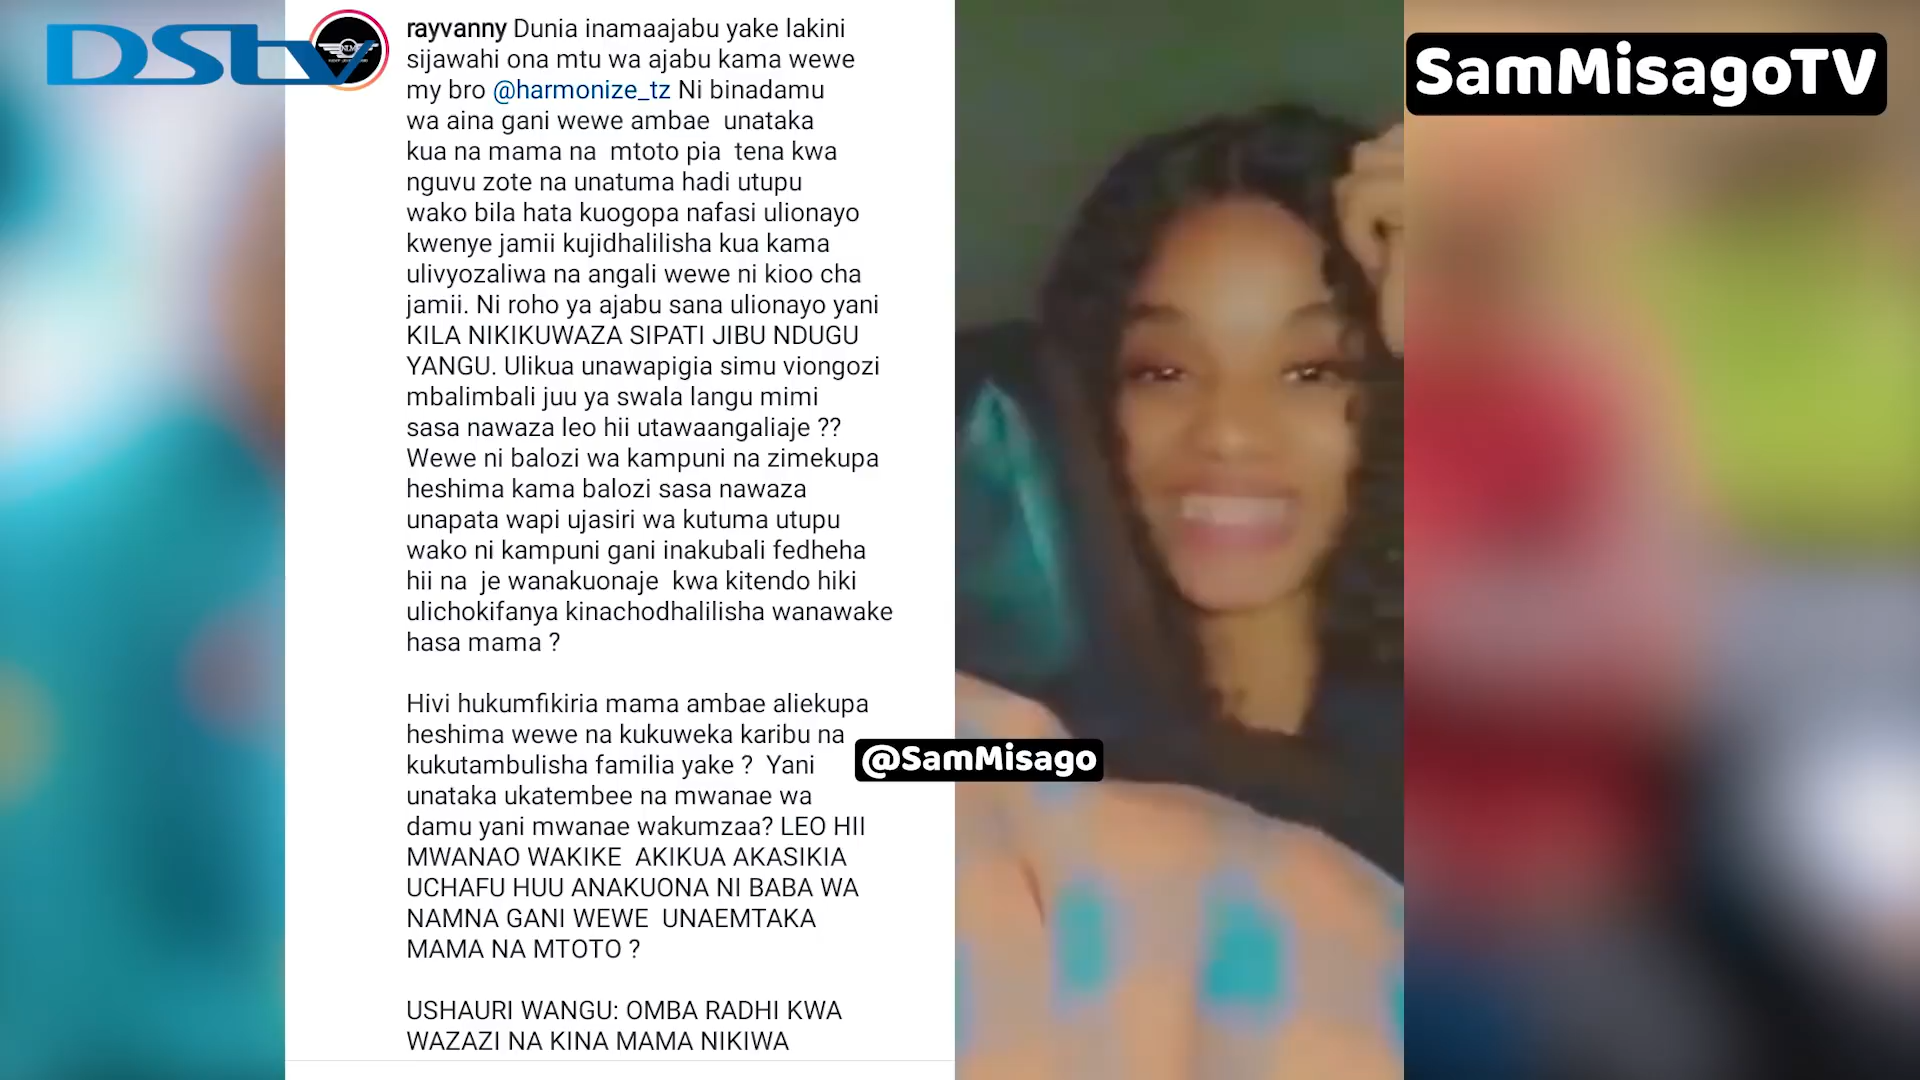 DStv
rayvanny Dunia inamaajabu yake lakini
sijawahi ona mtu wa ajabu kama wewe
my bro @harmonize_tz Ni binadamu
wa aina gani wewe ambae unataka
kua na mama na mtoto pia tena kwa
nguvu zote na unatuma hadi utupu
wako bila hata kuogopa nafasi ulionayo
kwenye jamii kujidhalilisha kua kama
ulivyozaliwa na angali wewe ni kioo cha
jamii. Ni roho ya ajabu sana ulionayo yani
KILA NIKIKUWAZA SIPATI JIBU NDUGU
YANGU. Ulikua unawapigia simu viongozi
mbalimbali juu ya swala langu mimi
sasa nawaza leo hii utawaangaliaje ??
Wewe ni balozi wa kampuni na zimekupa
heshima kama balozi sasa nawaza
unapata wapi ujasiri wa kutuma utupu
wako ni kampuni gani inakubali fedheha
hii na je wanakuonaje kwa kitendo hiki
ulichokifanya kinachodhalilisha wanawake
hasa mama ?
Hivi hukumfikiria mama ambae aliekupa
heshima wewe na kukuweka karibu na
kukutambulisha familia yake ? Yani
unataka ukatembee na mwanae wa
damu yani mwanae wakumzaa? LEO HII
MWANAO WAKIKE AKIKUA AKASIKIA
UCHAFU HUU ANAKUONA NI BABA WA
NAMNA GANI WEWE UNAEMTAKA
MAMA NA MTOTO ?
USHAURI WANGU: OMBA RADHI KWA
WAZAZI NA KINA MAMA NIKIWA
@SamMisago
SamMisagoTV